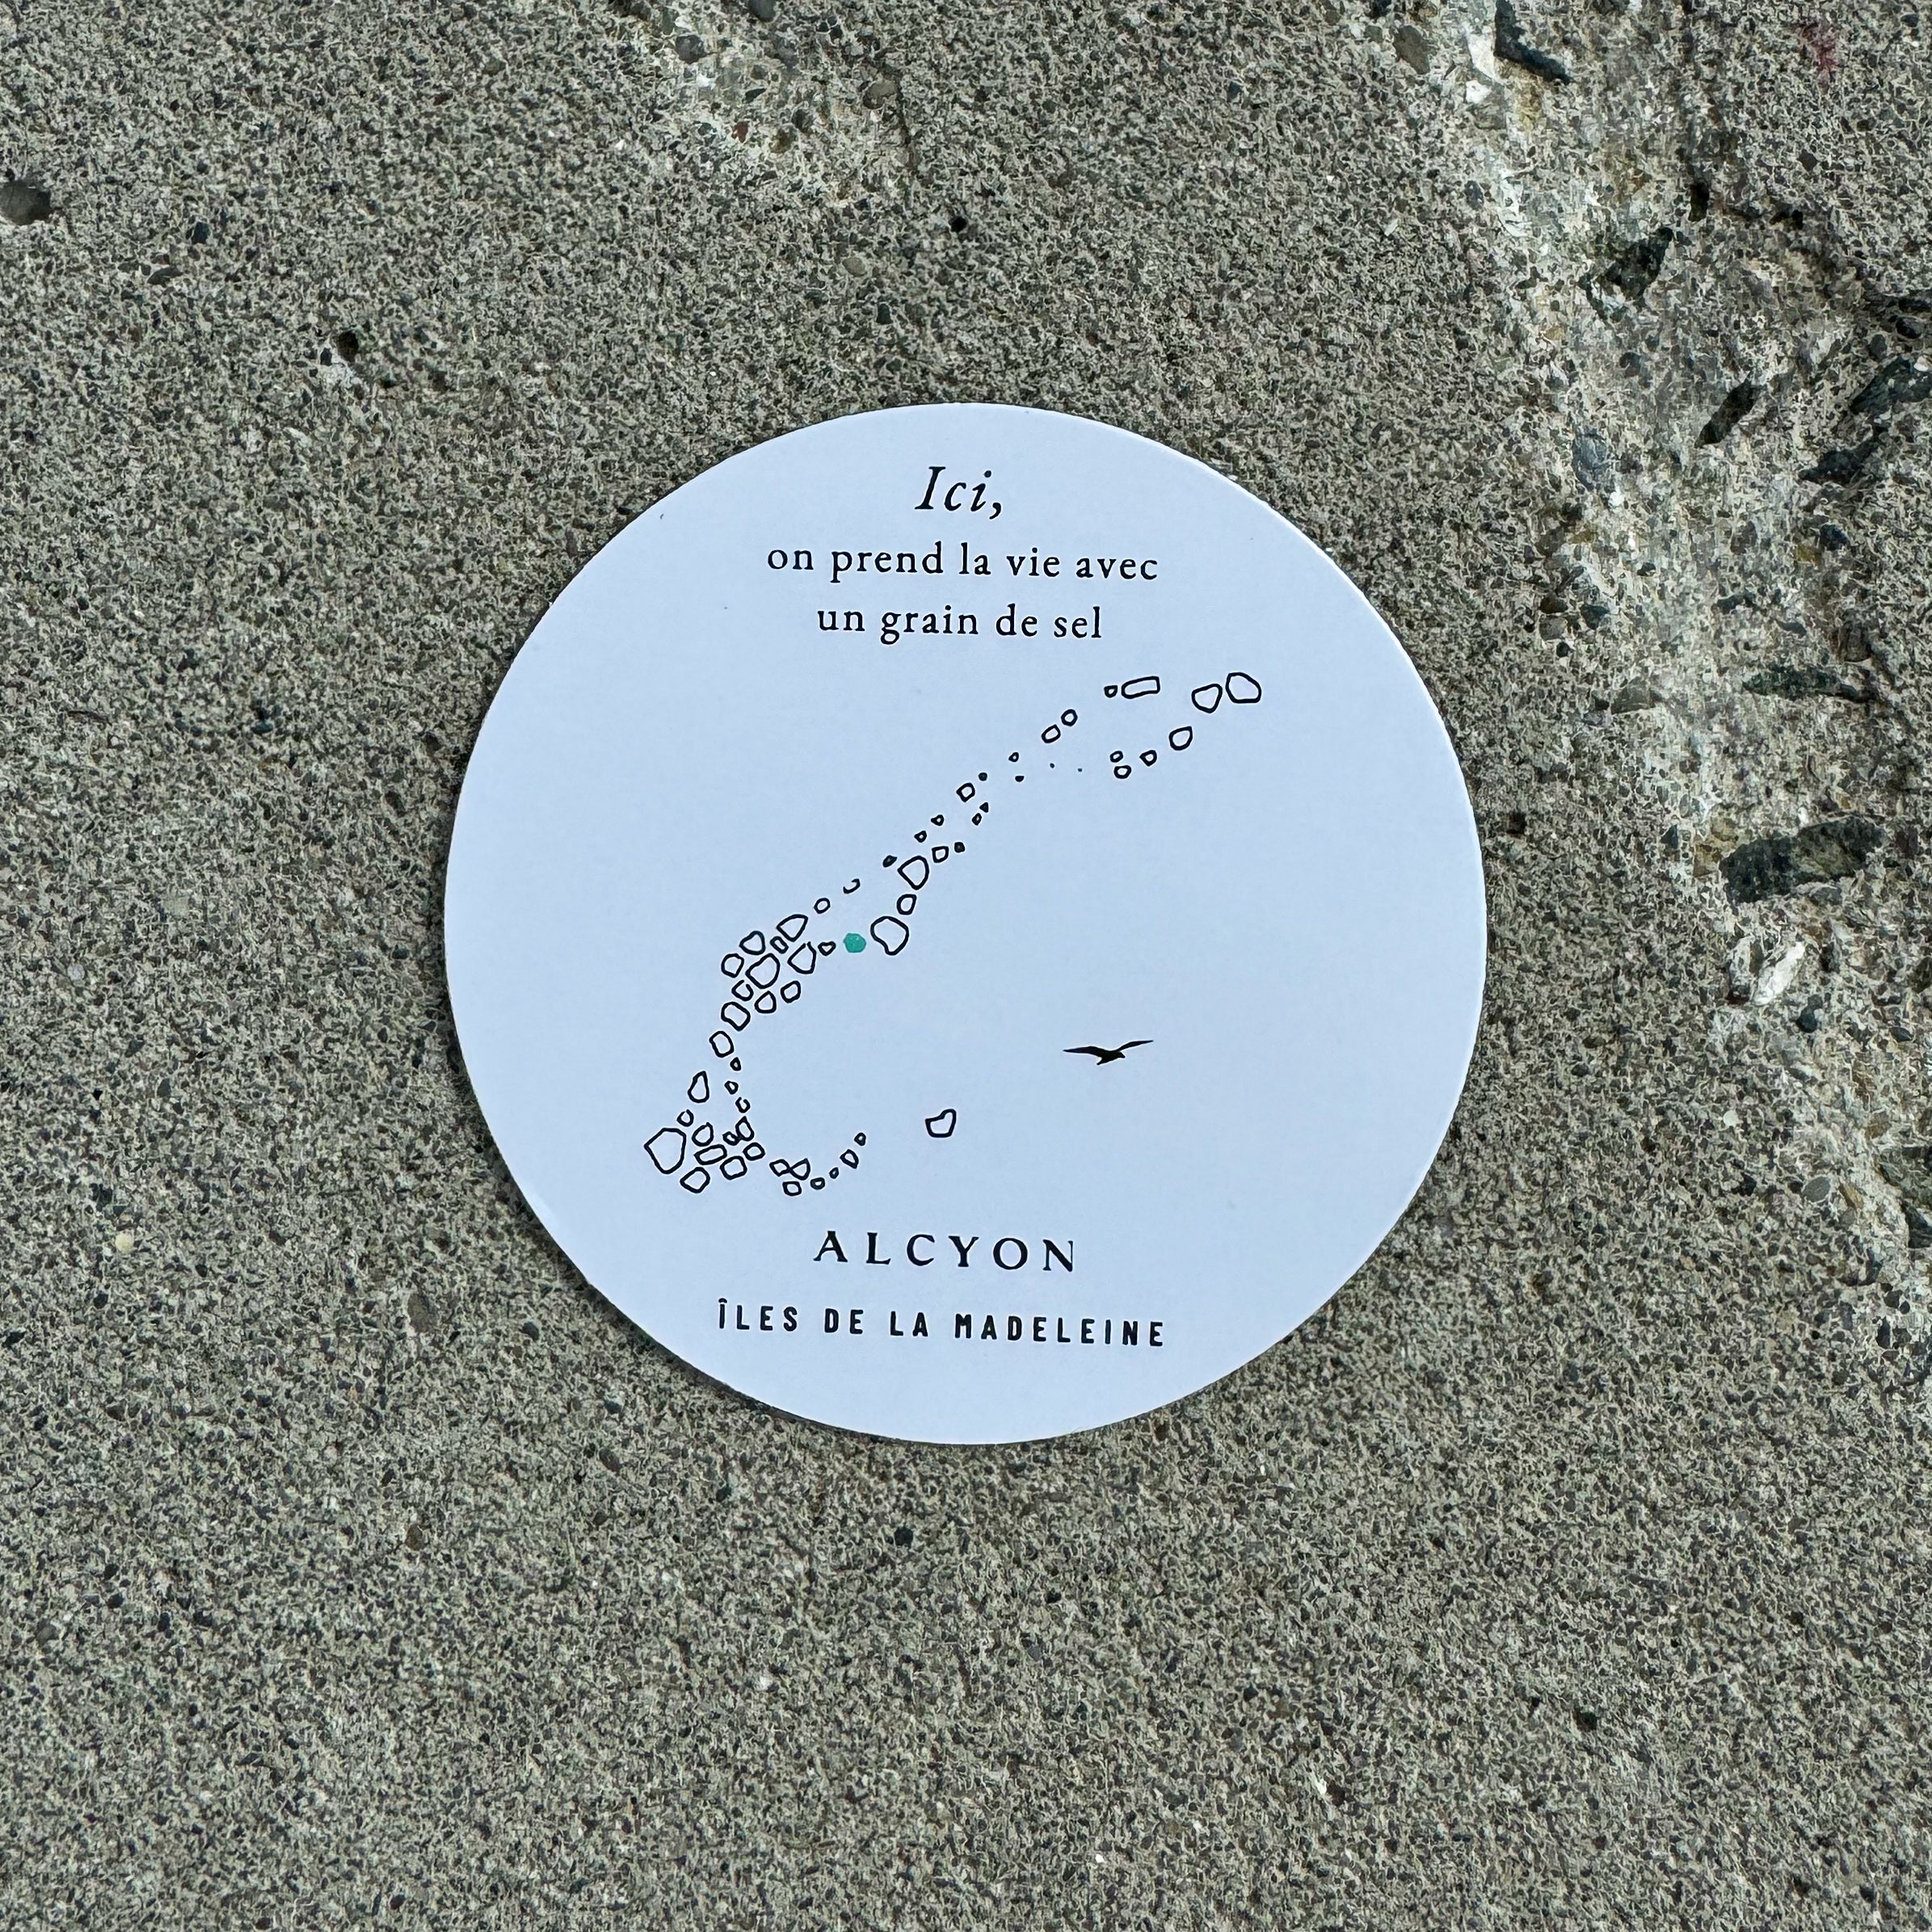 Ici,
on prend la vie avec
un grain de sel
ALCYON
ÎLES DE LA MADELEINE